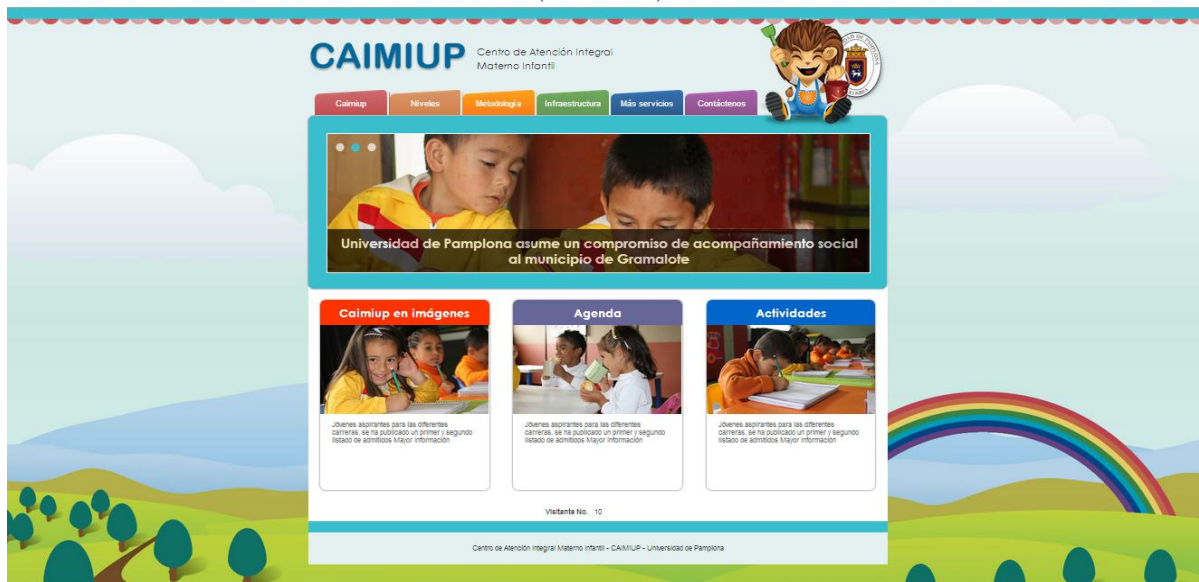 CAIMIUP
Centro de Atención Integral
Materno Infantil
Caimiup
Niveles
Metodología
Infraestructura
Más servicios
Contáctenos
Universidad de Pamplona asume un compromiso de acompañamiento social
al municipio de Gramalote
Caimiup en imágenes
Jóvenes aspirantes para las diferentes
carreras, se ha publicado un primer y segundo
listado de admitidos Mayor información
Agenda
Jóvenes aspirantes para las diferentes
carreras, se ha publicado un primer y segundo
listado de admitidos Mayor información
Actividades
Jóvenes aspirantes para las diferentes
carreras, se ha publicado un primer y segundo
listado de admitidos Mayor información
Visitante No. 10
Centro de Atención Integral Materno Infantil - CAIMIUP - Universidad de Pamplona